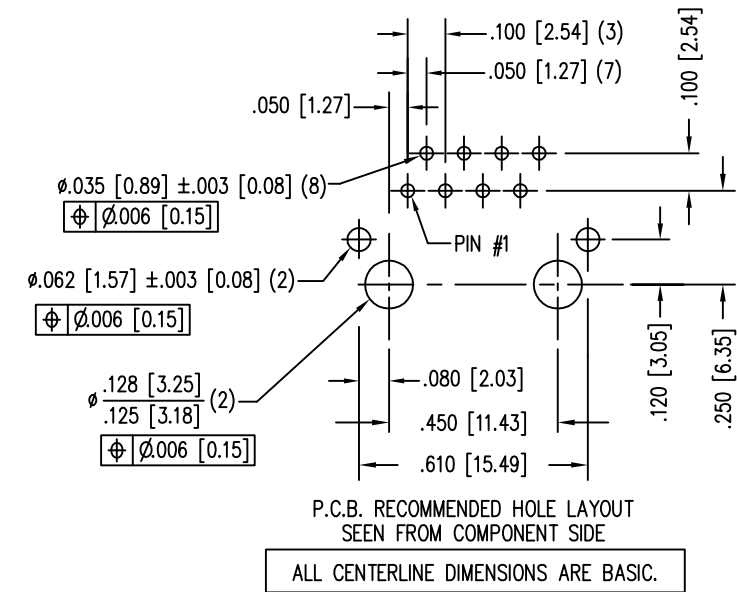 .100 [2.54] (3)
.050 [1.27] (7)
.100 [2.54]
.050 [1.27]
ø.035 [0.89] ±.003 [0.08] (8)
⌖ Ø.006 [0.15]
PIN #1
ø.062 [1.57] ±.003 [0.08] (2)
⌖ Ø.006 [0.15]
ø .128 [3.25]
.125 [3.18] (2)
⌖ Ø.006 [0.15]
.080 [2.03]
.450 [11.43]
.610 [15.49]
.120 [3.05]
.250 [6.35]
P.C.B. RECOMMENDED HOLE LAYOUT
SEEN FROM COMPONENT SIDE
ALL CENTERLINE DIMENSIONS ARE BASIC.